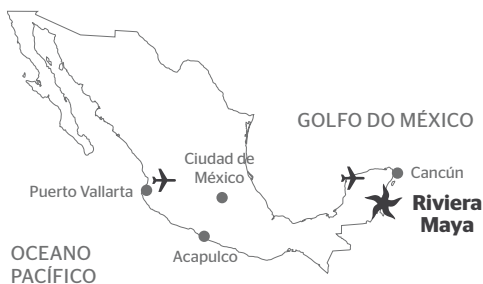 GOLFO DO MÉXICO
Ciudad de
México
Cancún
Puerto Vallarta
Riviera
Maya
Acapulco
OCEANO
PACÍFICO